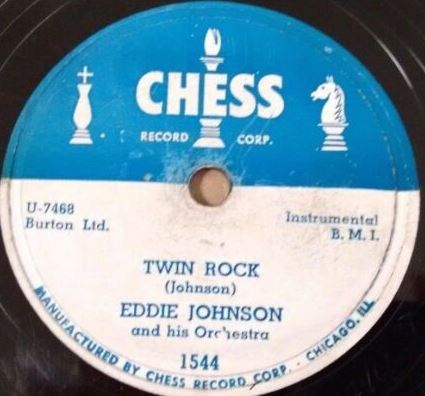 CHESS
RECORD CORP.
U-7468
Burton Ltd.
Instrumental
B. M. I.
TWIN ROCK
(Johnson)
EDDIE JOHNSON
and his Orchestra
1544
MANUFACTURED BY CHESS RECORD CORP. - CHICAGO, ILL